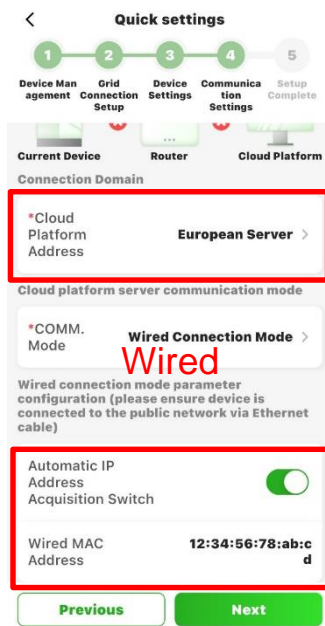 Quick settings
1 2 3 4 5
Device Man Grid Device Communica Setup
agement Connection Settings tion Complete
Setup Settings
Current Device Router Cloud Platform
Connection Domain
*Cloud
Platform European Server >
Address
Cloud platform server communication mode
*COMM.
Mode Wired Connection Mode >
Wired
Wired connection mode parameter
configuration (please ensure device is
connected to the public network via Ethernet
cable)
Automatic IP
Address
Acquisition Switch
Wired MAC 12:34:56:78:ab:c
Address d
Previous Next